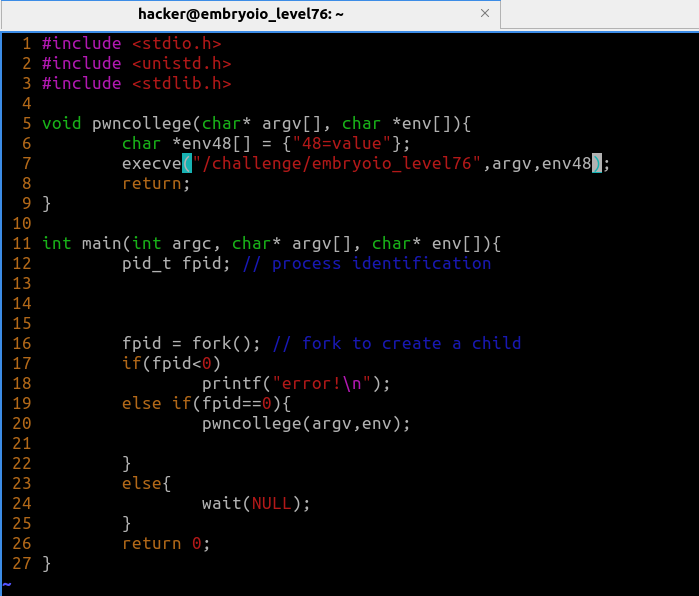 hacker@embryoio_level76: ~ ×
1 #include <stdio.h>
2 #include <unistd.h>
3 #include <stdlib.h>
4
5 void pwncollege(char* argv[], char *env[]){
6         char *env48[] = {"48=value"};
7         execve("/challenge/embryoio_level76",argv,env48);
8         return;
9 }
10
11 int main(int argc, char* argv[], char* env[]){
12         pid_t fpid; // process identification
13
14
15
16         fpid = fork(); // fork to create a child
17         if(fpid<0)
18                 printf("error!\n");
19         else if(fpid==0){
20                 pwncollege(argv,env);
21
22         }
23         else{
24                 wait(NULL);
25         }
26         return 0;
27 }
~